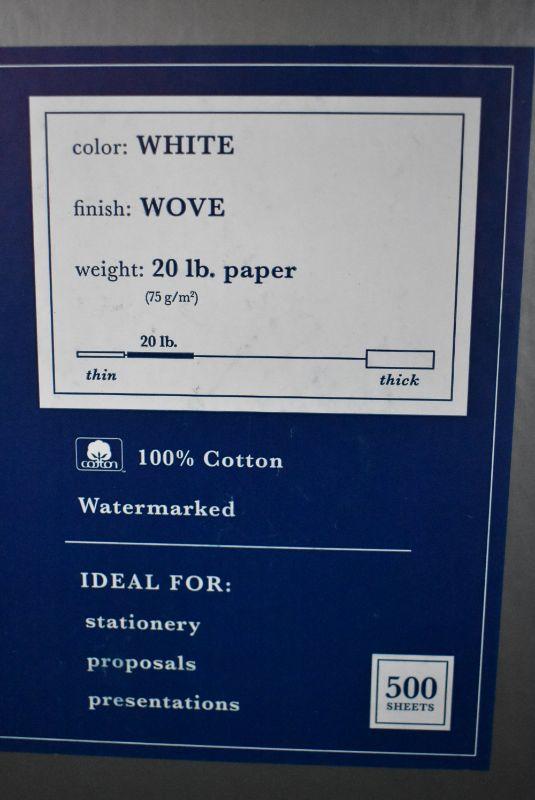 color: WHITE
finish: WOVE
weight: 20 lb. paper
(75 g/m²)
20 lb.
thin
thick
cotton™ 100% Cotton
Watermarked
IDEAL FOR:
stationery
proposals
presentations
500
SHEETS